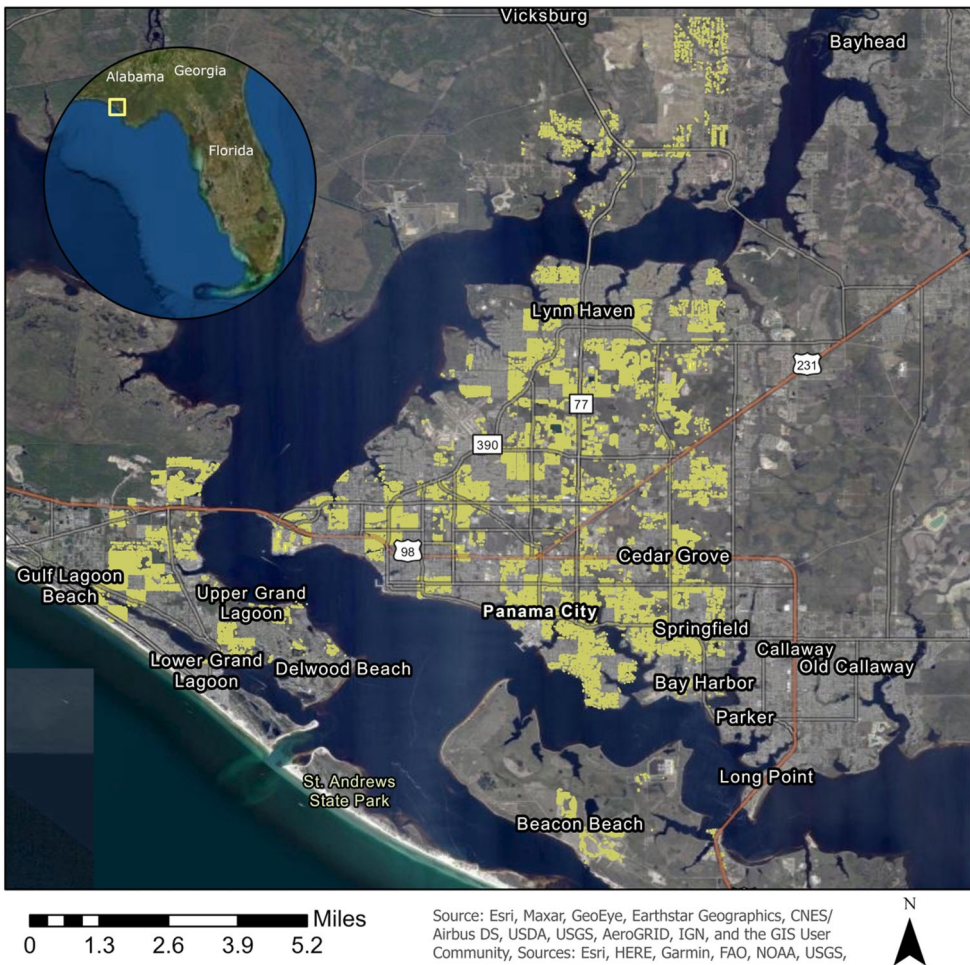 Vicksburg
Bayhead
Alabama
Georgia
Florida
Lynn Haven
231
77
390
98
Cedar Grove
Gulf Lagoon
Beach
Upper Grand
Lagoon
Panama City
Springfield
Callaway
Lower Grand
Lagoon
Delwood Beach
Old Callaway
Bay Harbor
Parker
Long Point
St. Andrews
State Park
Beacon Beach
Miles
0 1.3 2.6 3.9 5.2
Source: Esri, Maxar, GeoEye, Earthstar Geographics, CNES/
Airbus DS, USDA, USGS, AeroGRID, IGN, and the GIS User
Community, Sources: Esri, HERE, Garmin, FAO, NOAA, USGS,
N